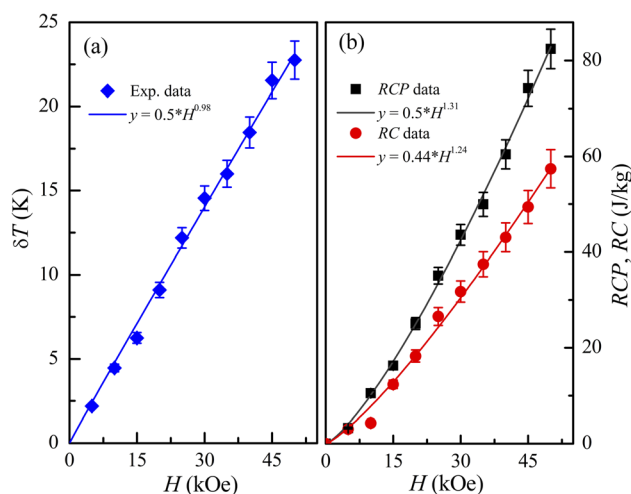 (a)
Exp. data
y = 0.5*H^0.98
25
20
15
10
5
0
δT (K)
0 15 30 45
H (kOe)
(b)
RCP data
y = 0.5*H^1.31
RC data
y = 0.44*H^1.24
0 15 30 45
H (kOe)
80
60
40
20
0
RCP, RC (J/kg)